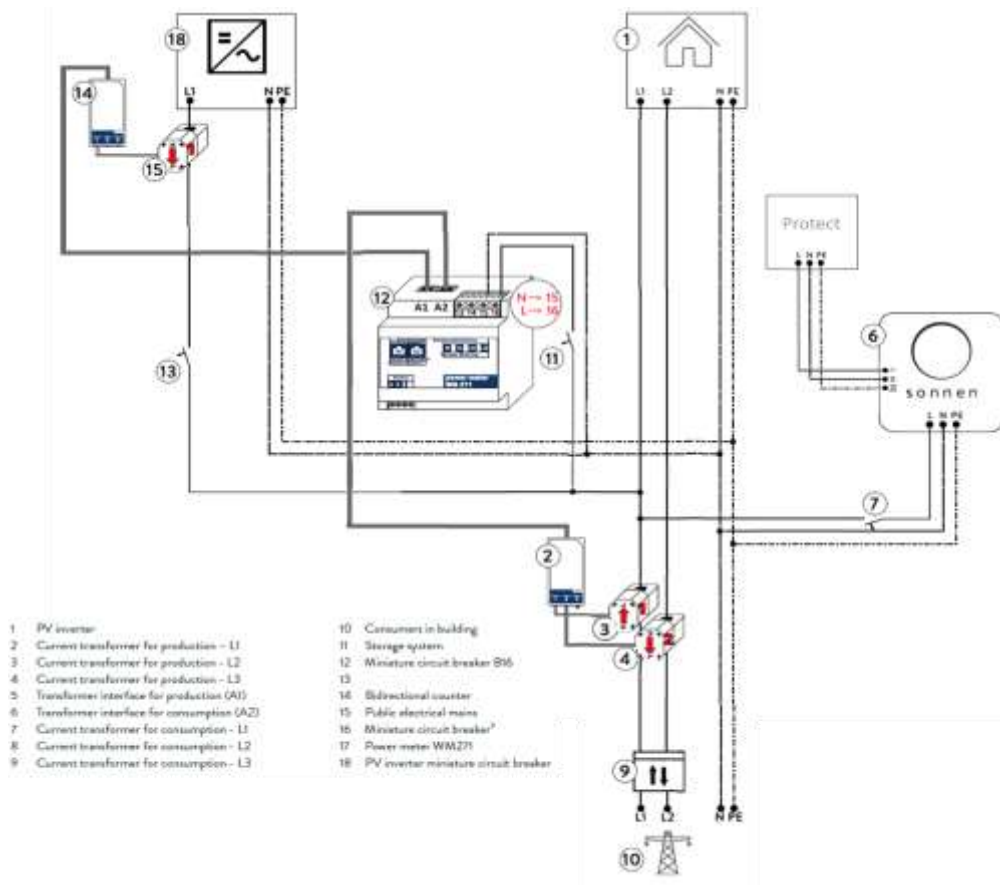 18
1
L1
N PE
L1 L2
N PE
14
15
Protect
L N PE
12
A1 A2
N → 15
L → 16
11
6
sonnen
L N PE
13
7
2
1
3
2
4
9
L1 L2
N PE
10
1 PV inverter
2 Current transformer for production – L1
3 Current transformer for production – L2
4 Current transformer for production – L3
5 Transformer interface for production (A1)
6 Transformer interface for consumption (A2)
7 Current transformer for consumption – L1
8 Current transformer for consumption – L2
9 Current transformer for consumption – L3
10 Consumers in building
11 Storage system
12 Miniature circuit breaker B16
13
14 Bidirectional counter
15 Public electrical mains
16 Miniature circuit breaker
17 Power meter WM271
18 PV inverter miniature circuit breaker